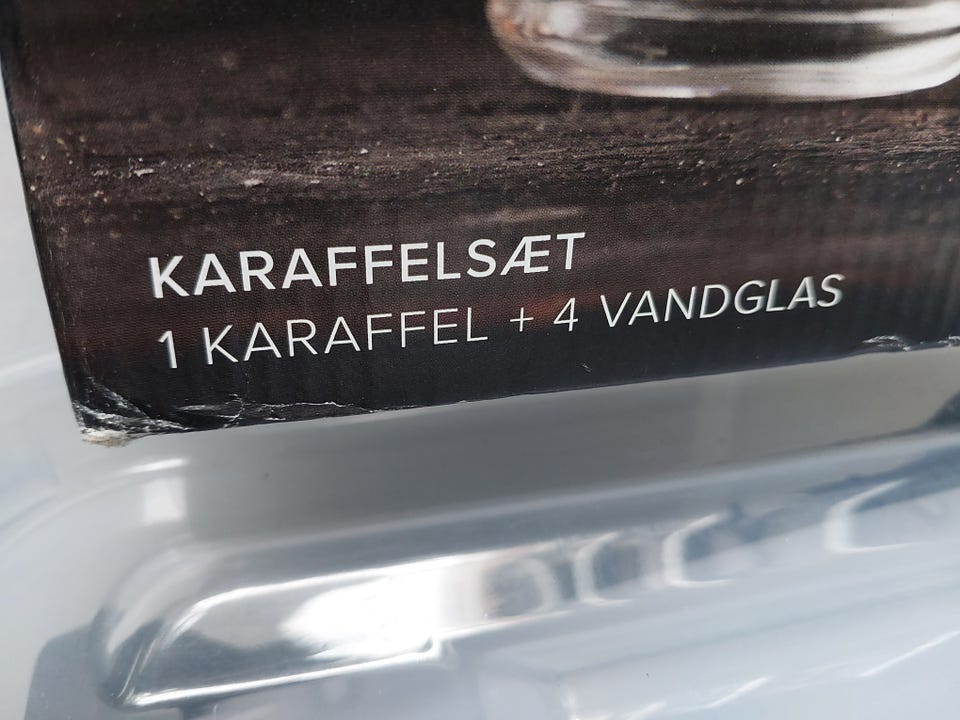 KARAFFELSÆT
1 KARAFFEL + 4 VANDGLAS